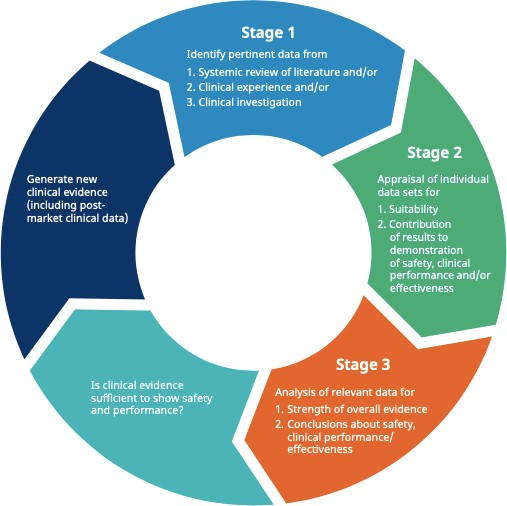 Stage 1
Identify pertinent data from
1. Systemic review of literature and/or
2. Clinical experience and/or
3. Clinical investigation
Stage 2
Appraisal of individual
data sets for
1. Suitability
2. Contribution
of results to
demonstration
of safety, clinical
performance and/or
effectiveness
Stage 3
Analysis of relevant data for
1. Strength of overall evidence
2. Conclusions about safety,
clinical performance/
effectiveness
Is clinical evidence
sufficient to show safety
and performance?
Generate new
clinical evidence
(including post-
market clinical data)